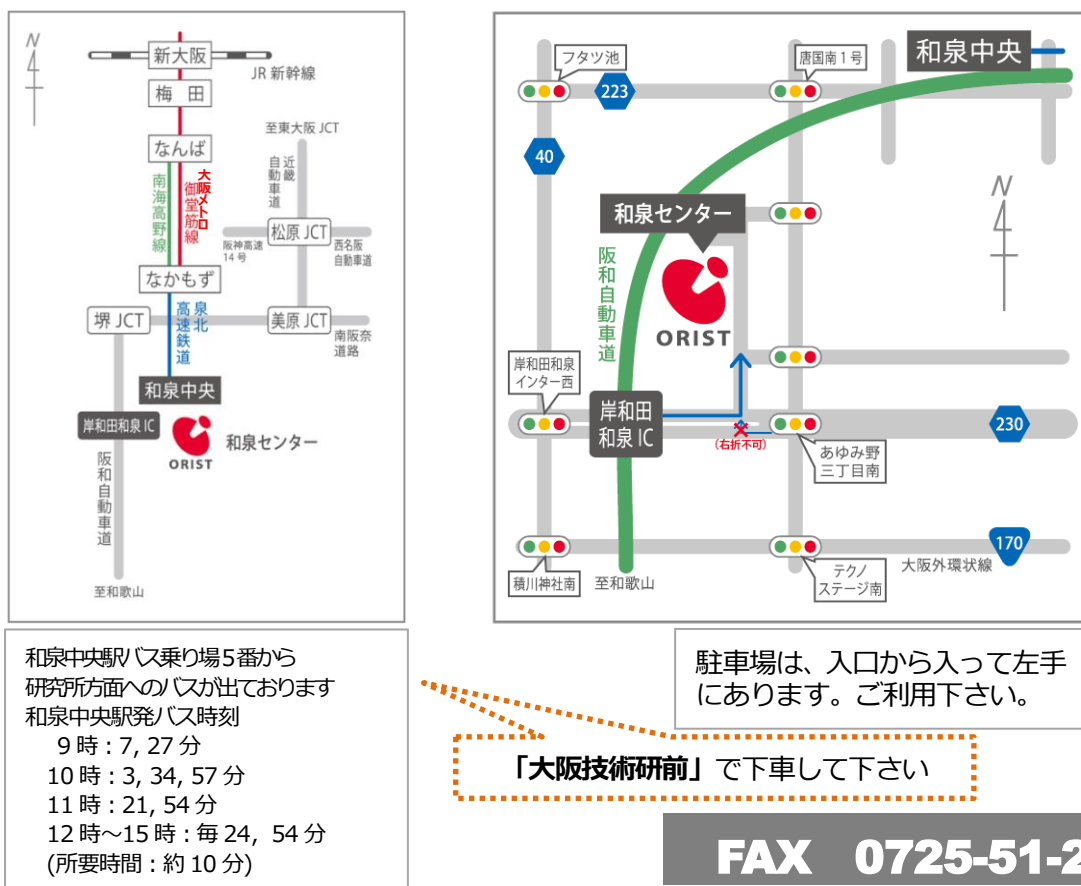 N
新大阪
JR 新幹線
梅 田
至東大阪 JCT
なんば
近畿
自動車道
南海高野線
大阪メトロ
御堂筋線
松原 JCT
阪神高速
14 号
西名阪
自動車道
なかもず
堺 JCT
泉北
高速鉄道
美原 JCT
南阪奈
道路
和泉中央
岸和田和泉 IC
ORIST
和泉センター
阪和自動車道
至和歌山
フタツ池
223
唐国南 1 号
和泉中央
40
N
和泉センター
阪和自動車道
ORIST
岸和田和泉
インター西
岸和田
和泉 IC
(右折不可)
230
あゆみ野
三丁目南
170
大阪外環状線
積川神社南
至和歌山
テクノ
ステージ南
和泉中央駅バス乗り場5番から
研究所方面へのバスが出ております
和泉中央駅発バス時刻
9 時 : 7, 27 分
10 時 : 3, 34, 57 分
11 時 : 21, 54 分
12 時～15 時 : 毎 24, 54 分
(所要時間 : 約 10 分)
駐車場は、入口から入って左手
にあります。ご利用下さい。
「大阪技術研前」で下車して下さい
FAX 0725-51-2